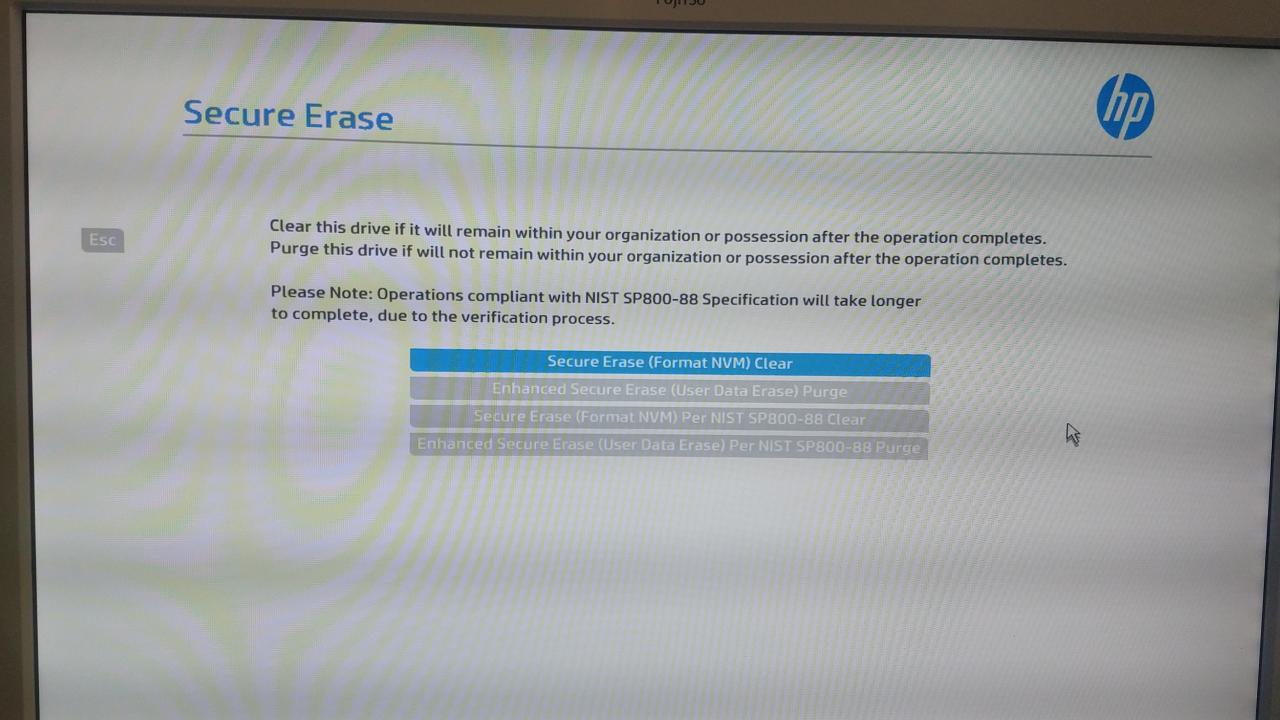 Secure Erase
hp
Esc
Clear this drive if it will remain within your organization or possession after the operation completes.
Purge this drive if will not remain within your organization or possession after the operation completes.
Please Note: Operations compliant with NIST SP800-88 Specification will take longer
to complete, due to the verification process.
Secure Erase (Format NVM) Clear
Enhanced Secure Erase (User Data Erase) Purge
Secure Erase (Format NVM) Per NIST SP800-88 Clear
Enhanced Secure Erase (User Data Erase) Per NIST SP800-88 Purge